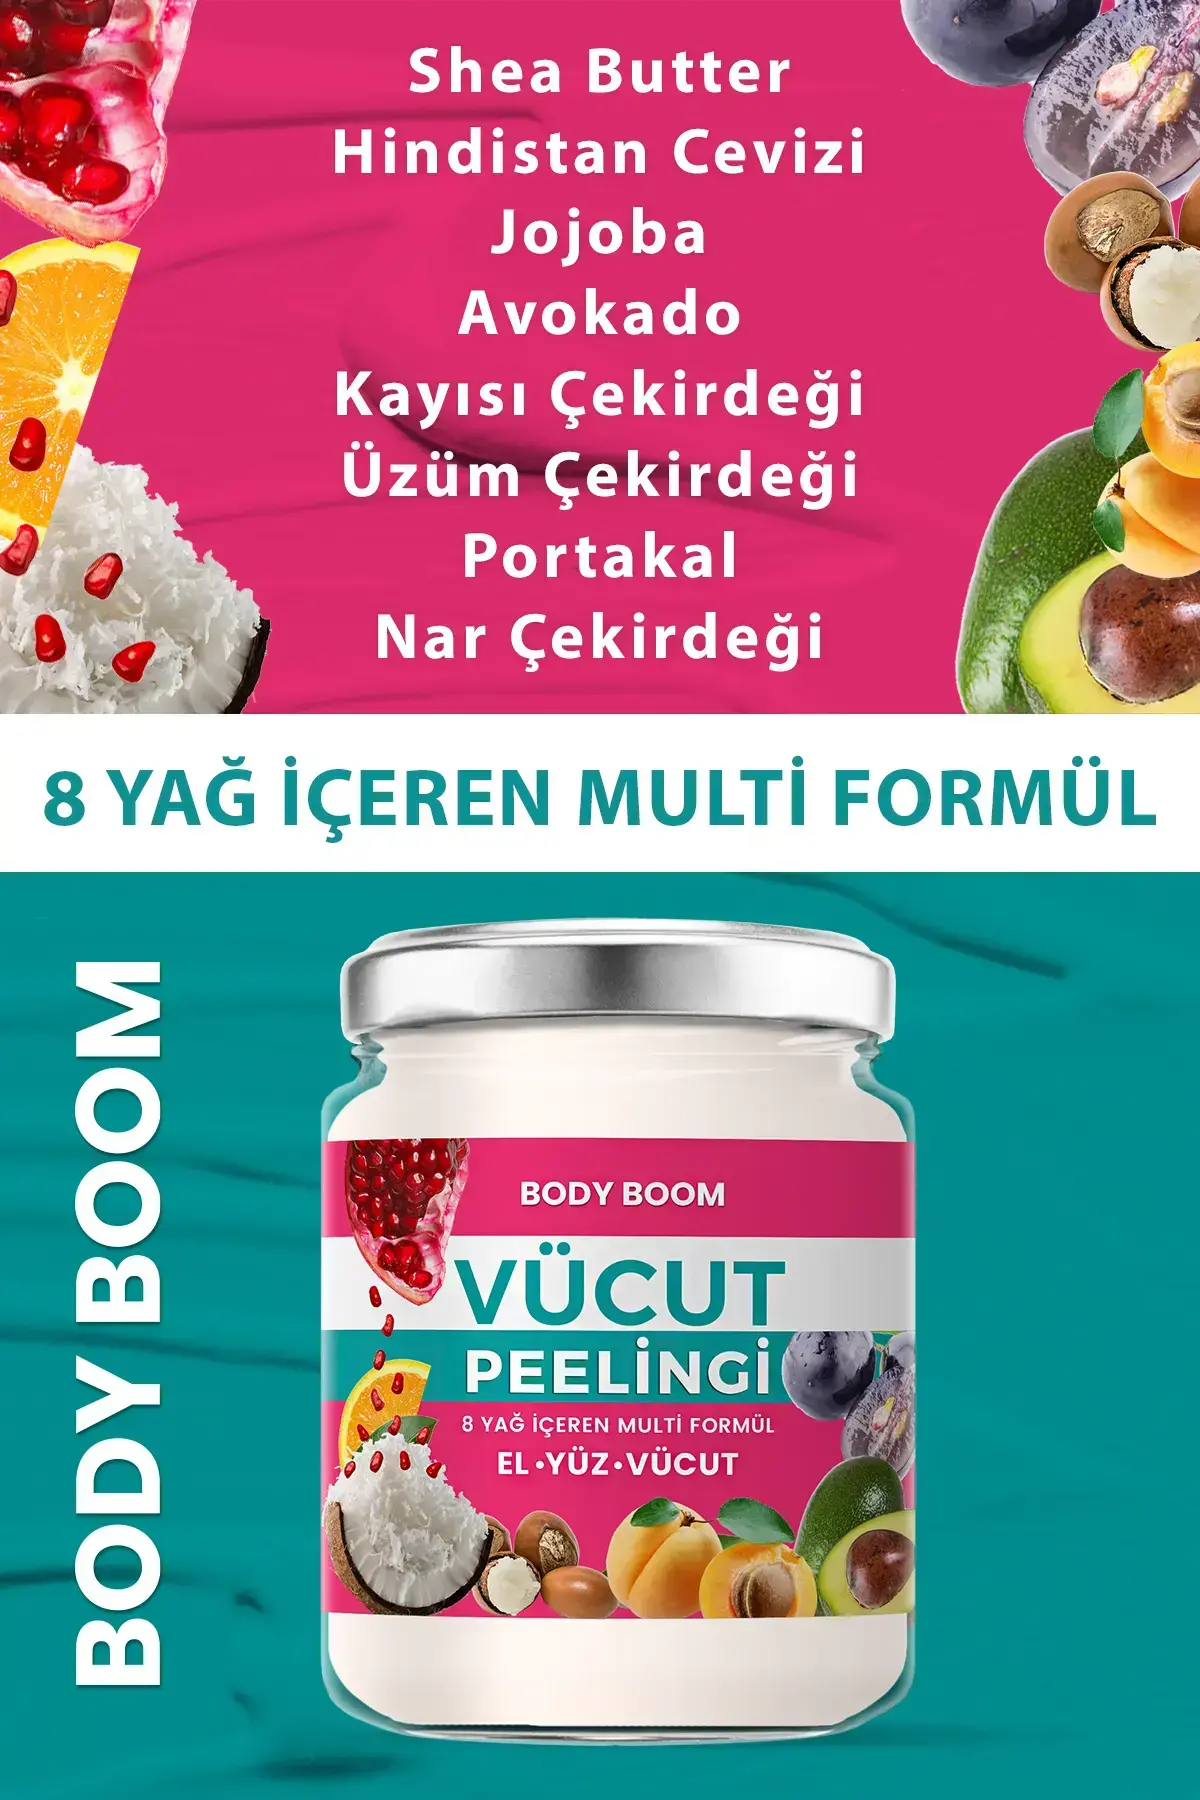 Shea Butter
Hindistan Cevizi
Jojoba
Avokado
Kayısı Çekirdeği
Üzüm Çekirdeği
Portakal
Nar Çekirdeği
8 YAĞ İÇEREN MULTİ FORMÜL
BODY BOOM
BODY BOOM
VÜCUT
PEELİNGİ
8 YAĞ İÇEREN MULTİ FORMÜL
EL • YÜZ • VÜCUT